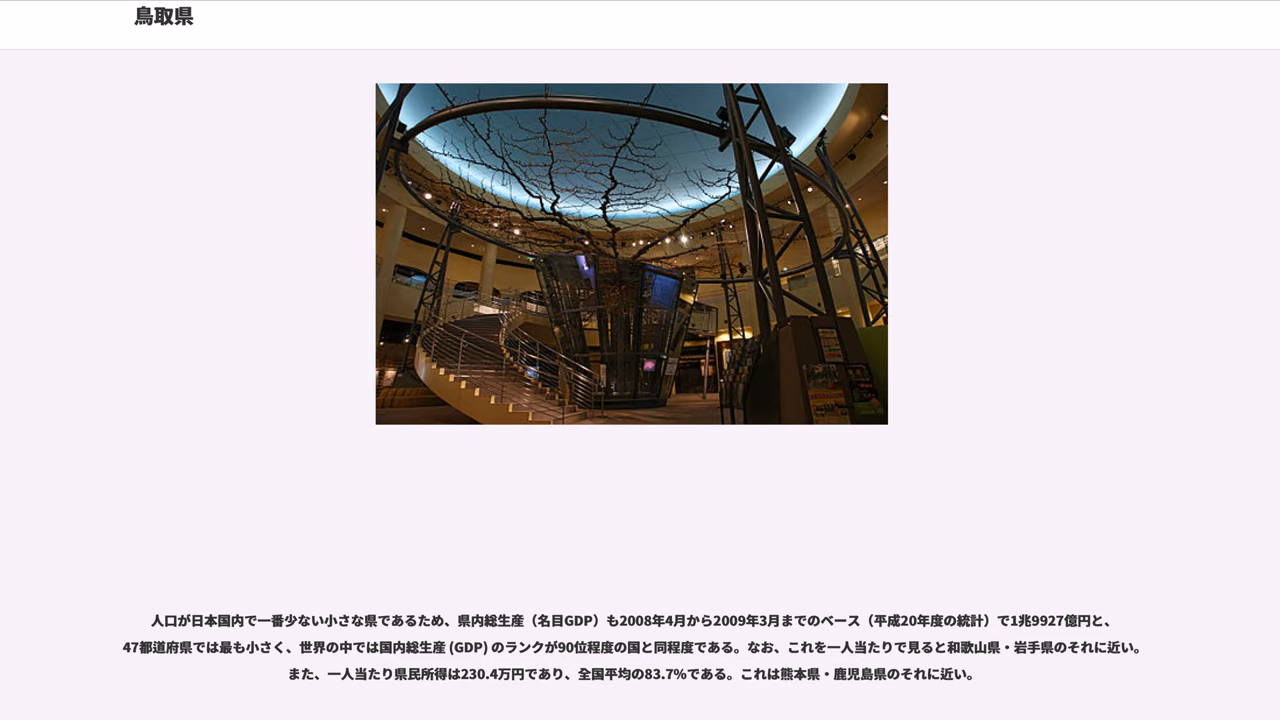 鳥取県
人口が日本国内で一番少ない小さな県であるため、県内総生産（名目GDP）も2008年4月から2009年3月までのベース（平成20年度の統計）で1兆9927億円と、
47都道府県では最も小さく、世界の中では国内総生産 (GDP) のランクが90位程度の国と同程度である。なお、これを一人当たりで見ると和歌山県・岩手県のそれに近い。
また、一人当たり県民所得は230.4万円であり、全国平均の83.7%である。これは熊本県・鹿児島県のそれに近い。